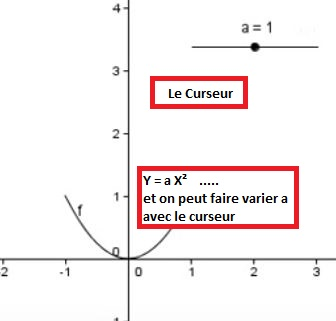 4
a = 1
3
Le Curseur
2
Y = a X² .....
et on peut faire varier a
avec le curseur
1
f
0
-2 -1 0 1 2 3
-1